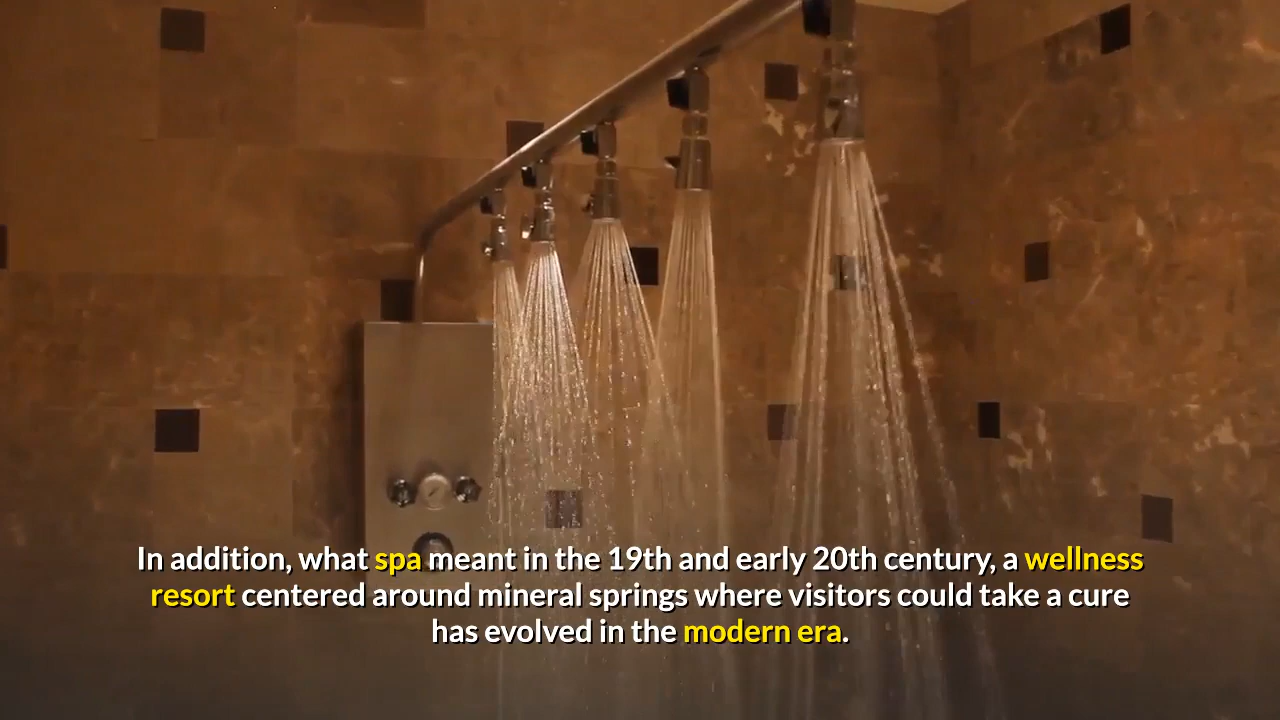 In addition, what spa meant in the 19th and early 20th century, a wellness
resort centered around mineral springs where visitors could take a cure
has evolved in the modern era.